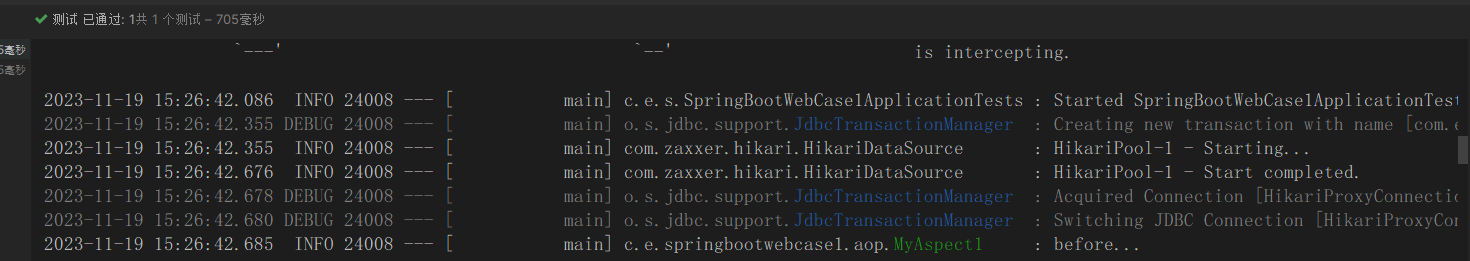 测试 已通过: 1共 1 个测试 – 705毫秒
5毫秒
`---' `--' is intercepting.
5毫秒
2023-11-19 15:26:42.086 INFO 24008 --- [ main] c.e.s.SpringBootWebCase1ApplicationTests : Started SpringBootWebCase1ApplicationTest
2023-11-19 15:26:42.355 DEBUG 24008 --- [ main] o.s.jdbc.support.JdbcTransactionManager : Creating new transaction with name [com.e
2023-11-19 15:26:42.355 INFO 24008 --- [ main] com.zaxxer.hikari.HikariDataSource : HikariPool-1 - Starting...
2023-11-19 15:26:42.676 INFO 24008 --- [ main] com.zaxxer.hikari.HikariDataSource : HikariPool-1 - Start completed.
2023-11-19 15:26:42.678 DEBUG 24008 --- [ main] o.s.jdbc.support.JdbcTransactionManager : Acquired Connection [HikariProxyConnectio
2023-11-19 15:26:42.680 DEBUG 24008 --- [ main] o.s.jdbc.support.JdbcTransactionManager : Switching JDBC Connection [HikariProxyCon
2023-11-19 15:26:42.685 INFO 24008 --- [ main] c.e.springbootwebcase1.aop.MyAspect1 : before...